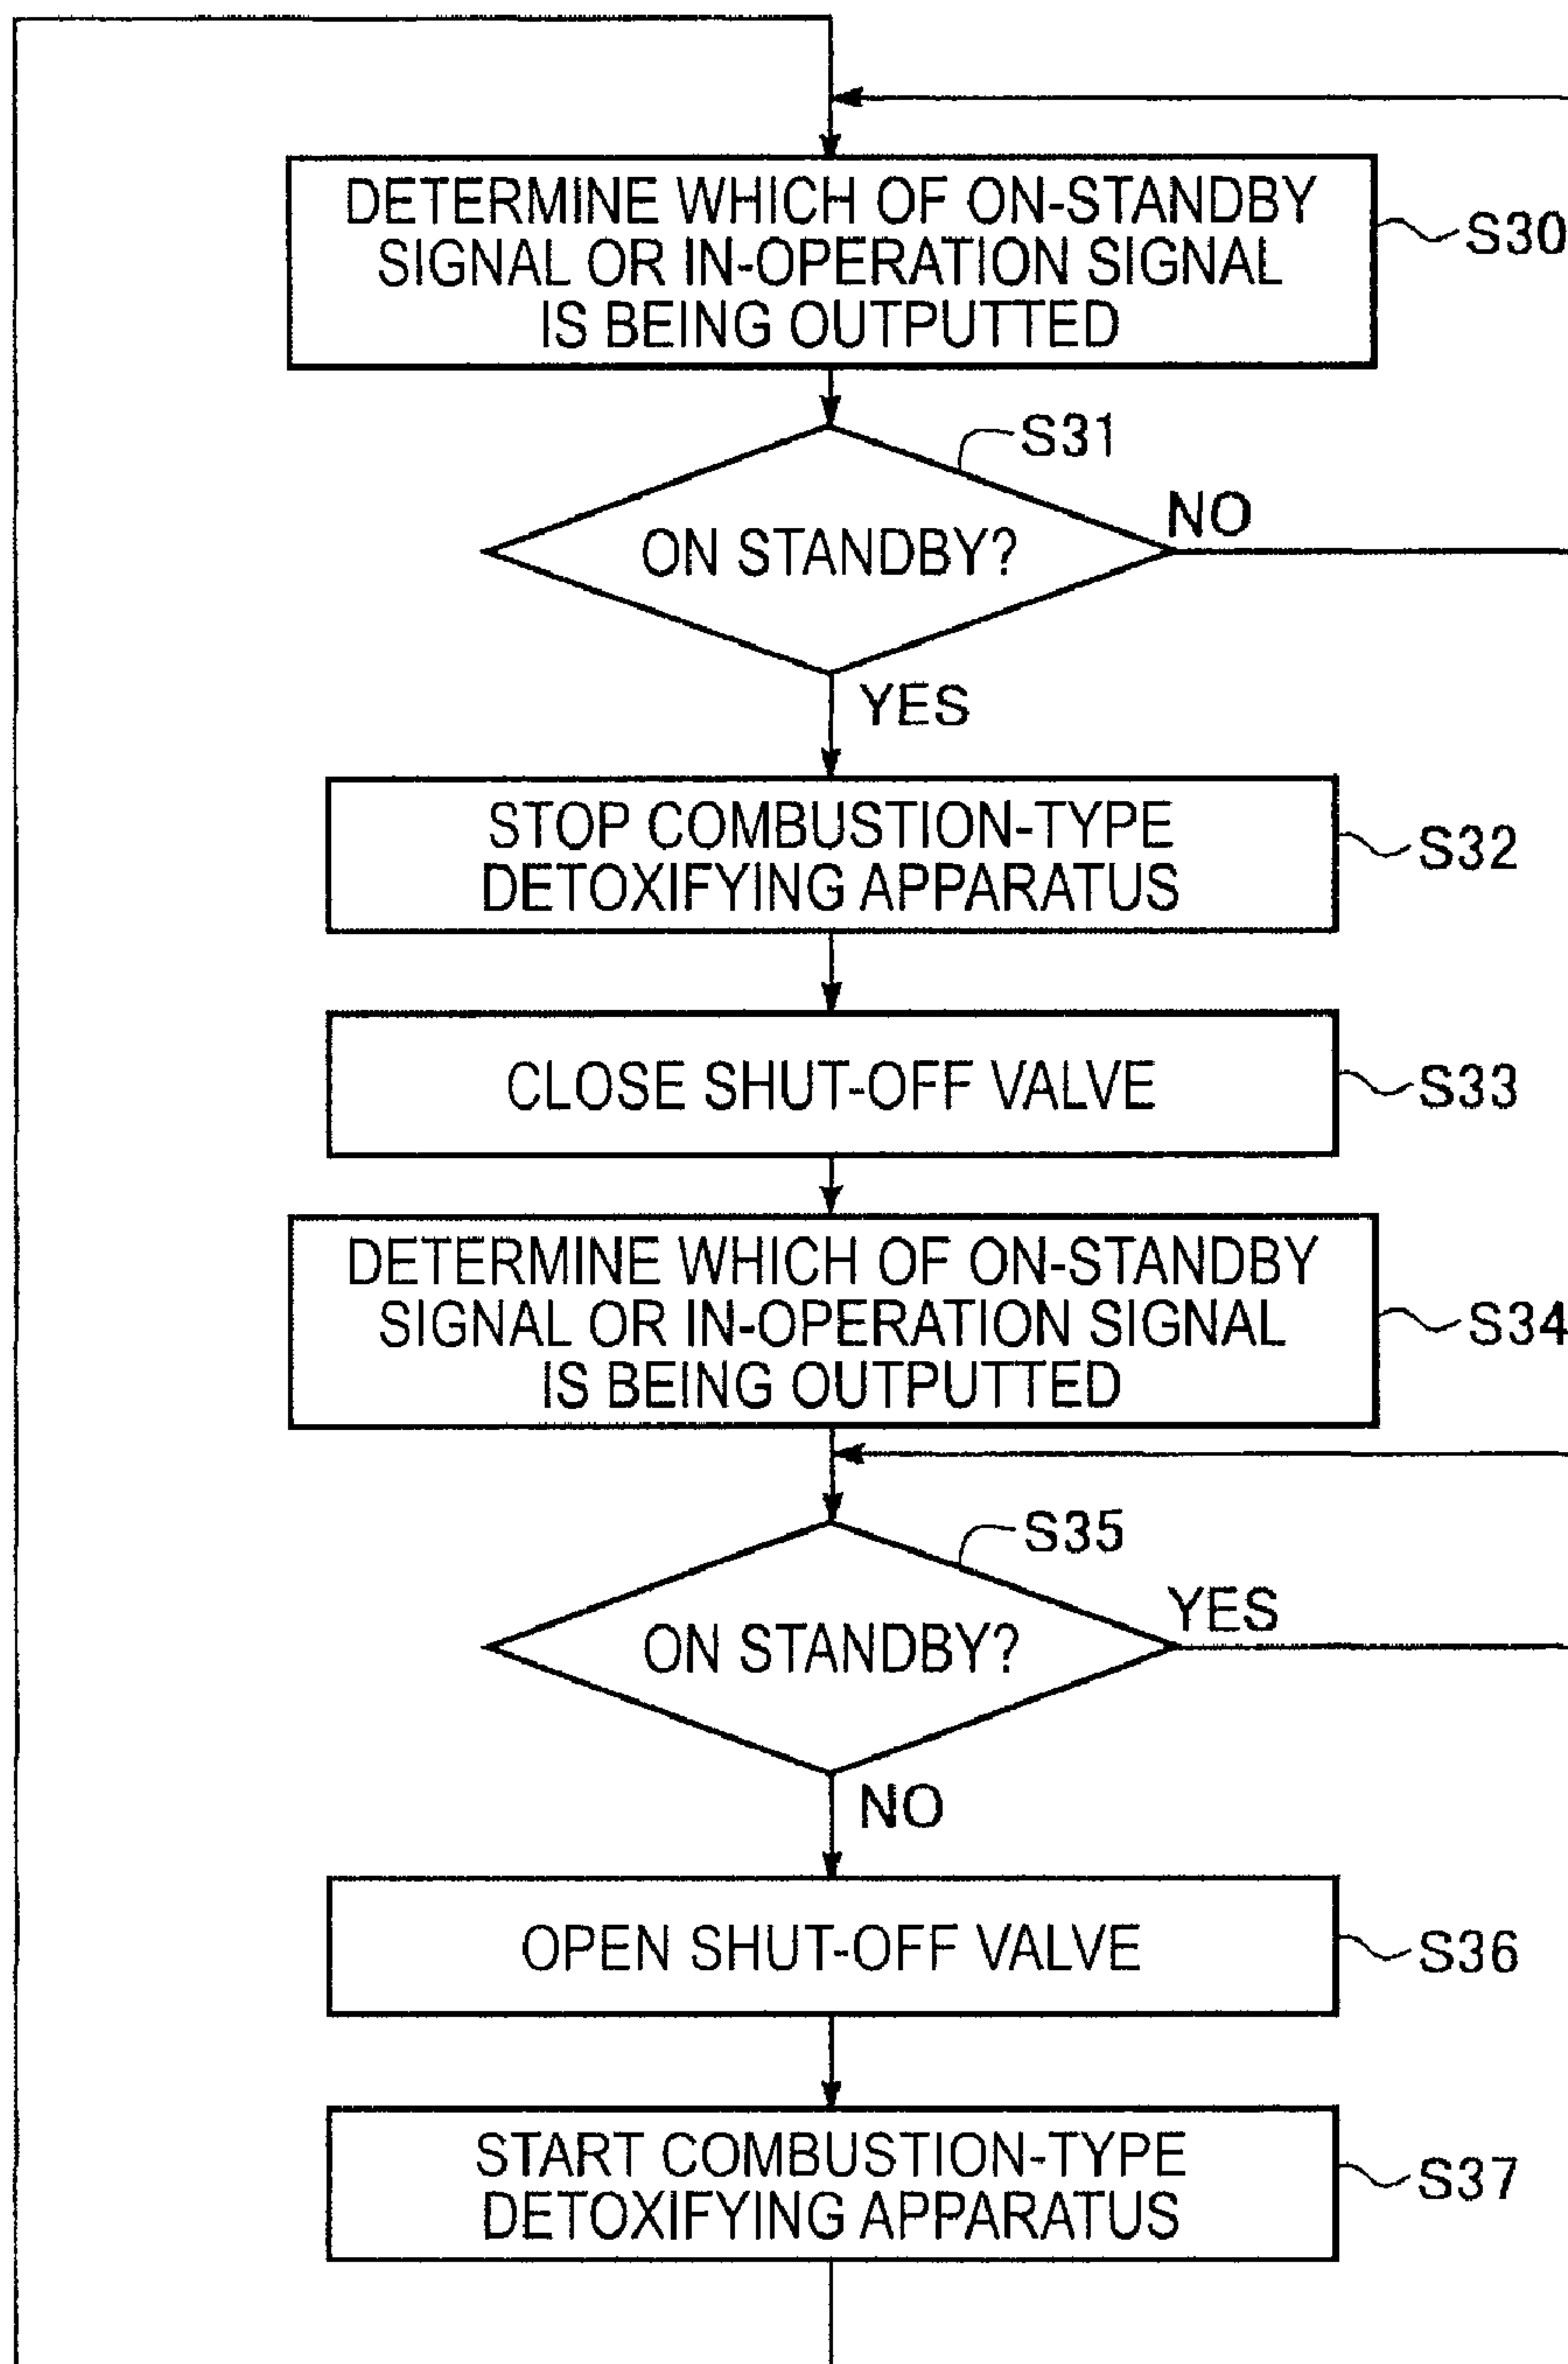 DETERMINE WHICH OF ON-STANDBY
SIGNAL OR IN-OPERATION SIGNAL
IS BEING OUTPUTTED
S30
S31
ON STANDBY?
NO
YES
STOP COMBUSTION-TYPE
DETOXIFYING APPARATUS
S32
CLOSE SHUT-OFF VALVE
S33
DETERMINE WHICH OF ON-STANDBY
SIGNAL OR IN-OPERATION SIGNAL
IS BEING OUTPUTTED
S34
S35
ON STANDBY?
YES
NO
OPEN SHUT-OFF VALVE
S36
START COMBUSTION-TYPE
DETOXIFYING APPARATUS
S37